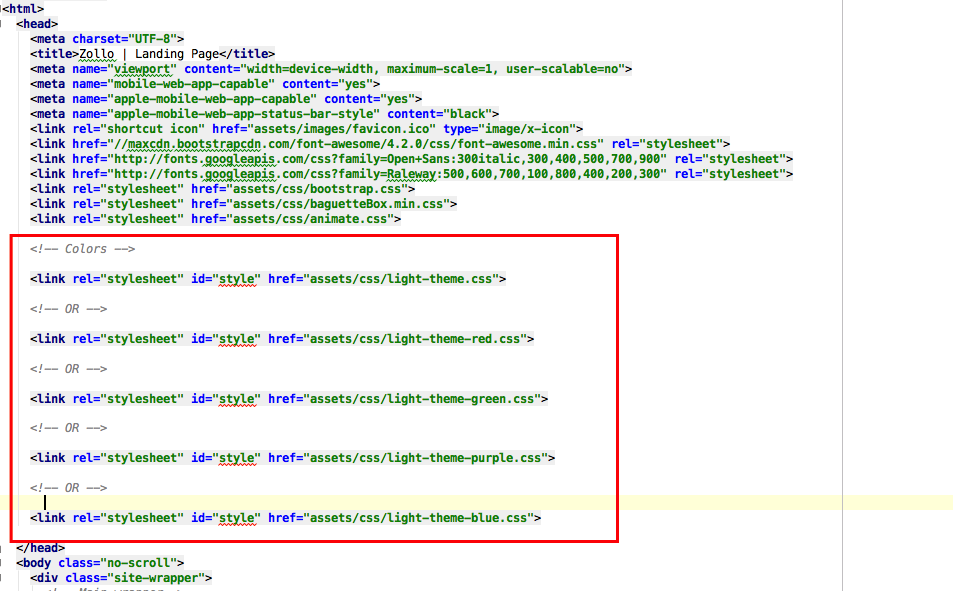 <html>
<head>
<meta charset="UTF-8">
<title>Zollo | Landing Page</title>
<meta name="viewport" content="width=device-width, maximum-scale=1, user-scalable=no">
<meta name="mobile-web-app-capable" content="yes">
<meta name="apple-mobile-web-app-capable" content="yes">
<meta name="apple-mobile-web-app-status-bar-style" content="black">
<link rel="shortcut icon" href="assets/images/favicon.ico" type="image/x-icon">
<link href="//maxcdn.bootstrapcdn.com/font-awesome/4.2.0/css/font-awesome.min.css" rel="stylesheet">
<link href="http://fonts.googleapis.com/css?family=Open+Sans:300italic,300,400,500,700,900" rel="stylesheet">
<link href="http://fonts.googleapis.com/css?family=Raleway:500,600,700,100,800,400,200,300" rel="stylesheet">
<link rel="stylesheet" href="assets/css/bootstrap.css">
<link rel="stylesheet" href="assets/css/baguetteBox.min.css">
<link rel="stylesheet" href="assets/css/animate.css">
<!-- Colors -->
<link rel="stylesheet" id="style" href="assets/css/light-theme.css">
<!-- OR -->
<link rel="stylesheet" id="style" href="assets/css/light-theme-red.css">
<!-- OR -->
<link rel="stylesheet" id="style" href="assets/css/light-theme-green.css">
<!-- OR -->
<link rel="stylesheet" id="style" href="assets/css/light-theme-purple.css">
<!-- OR -->
<link rel="stylesheet" id="style" href="assets/css/light-theme-blue.css">
</head>
<body class="no-scroll">
<div class="site-wrapper">